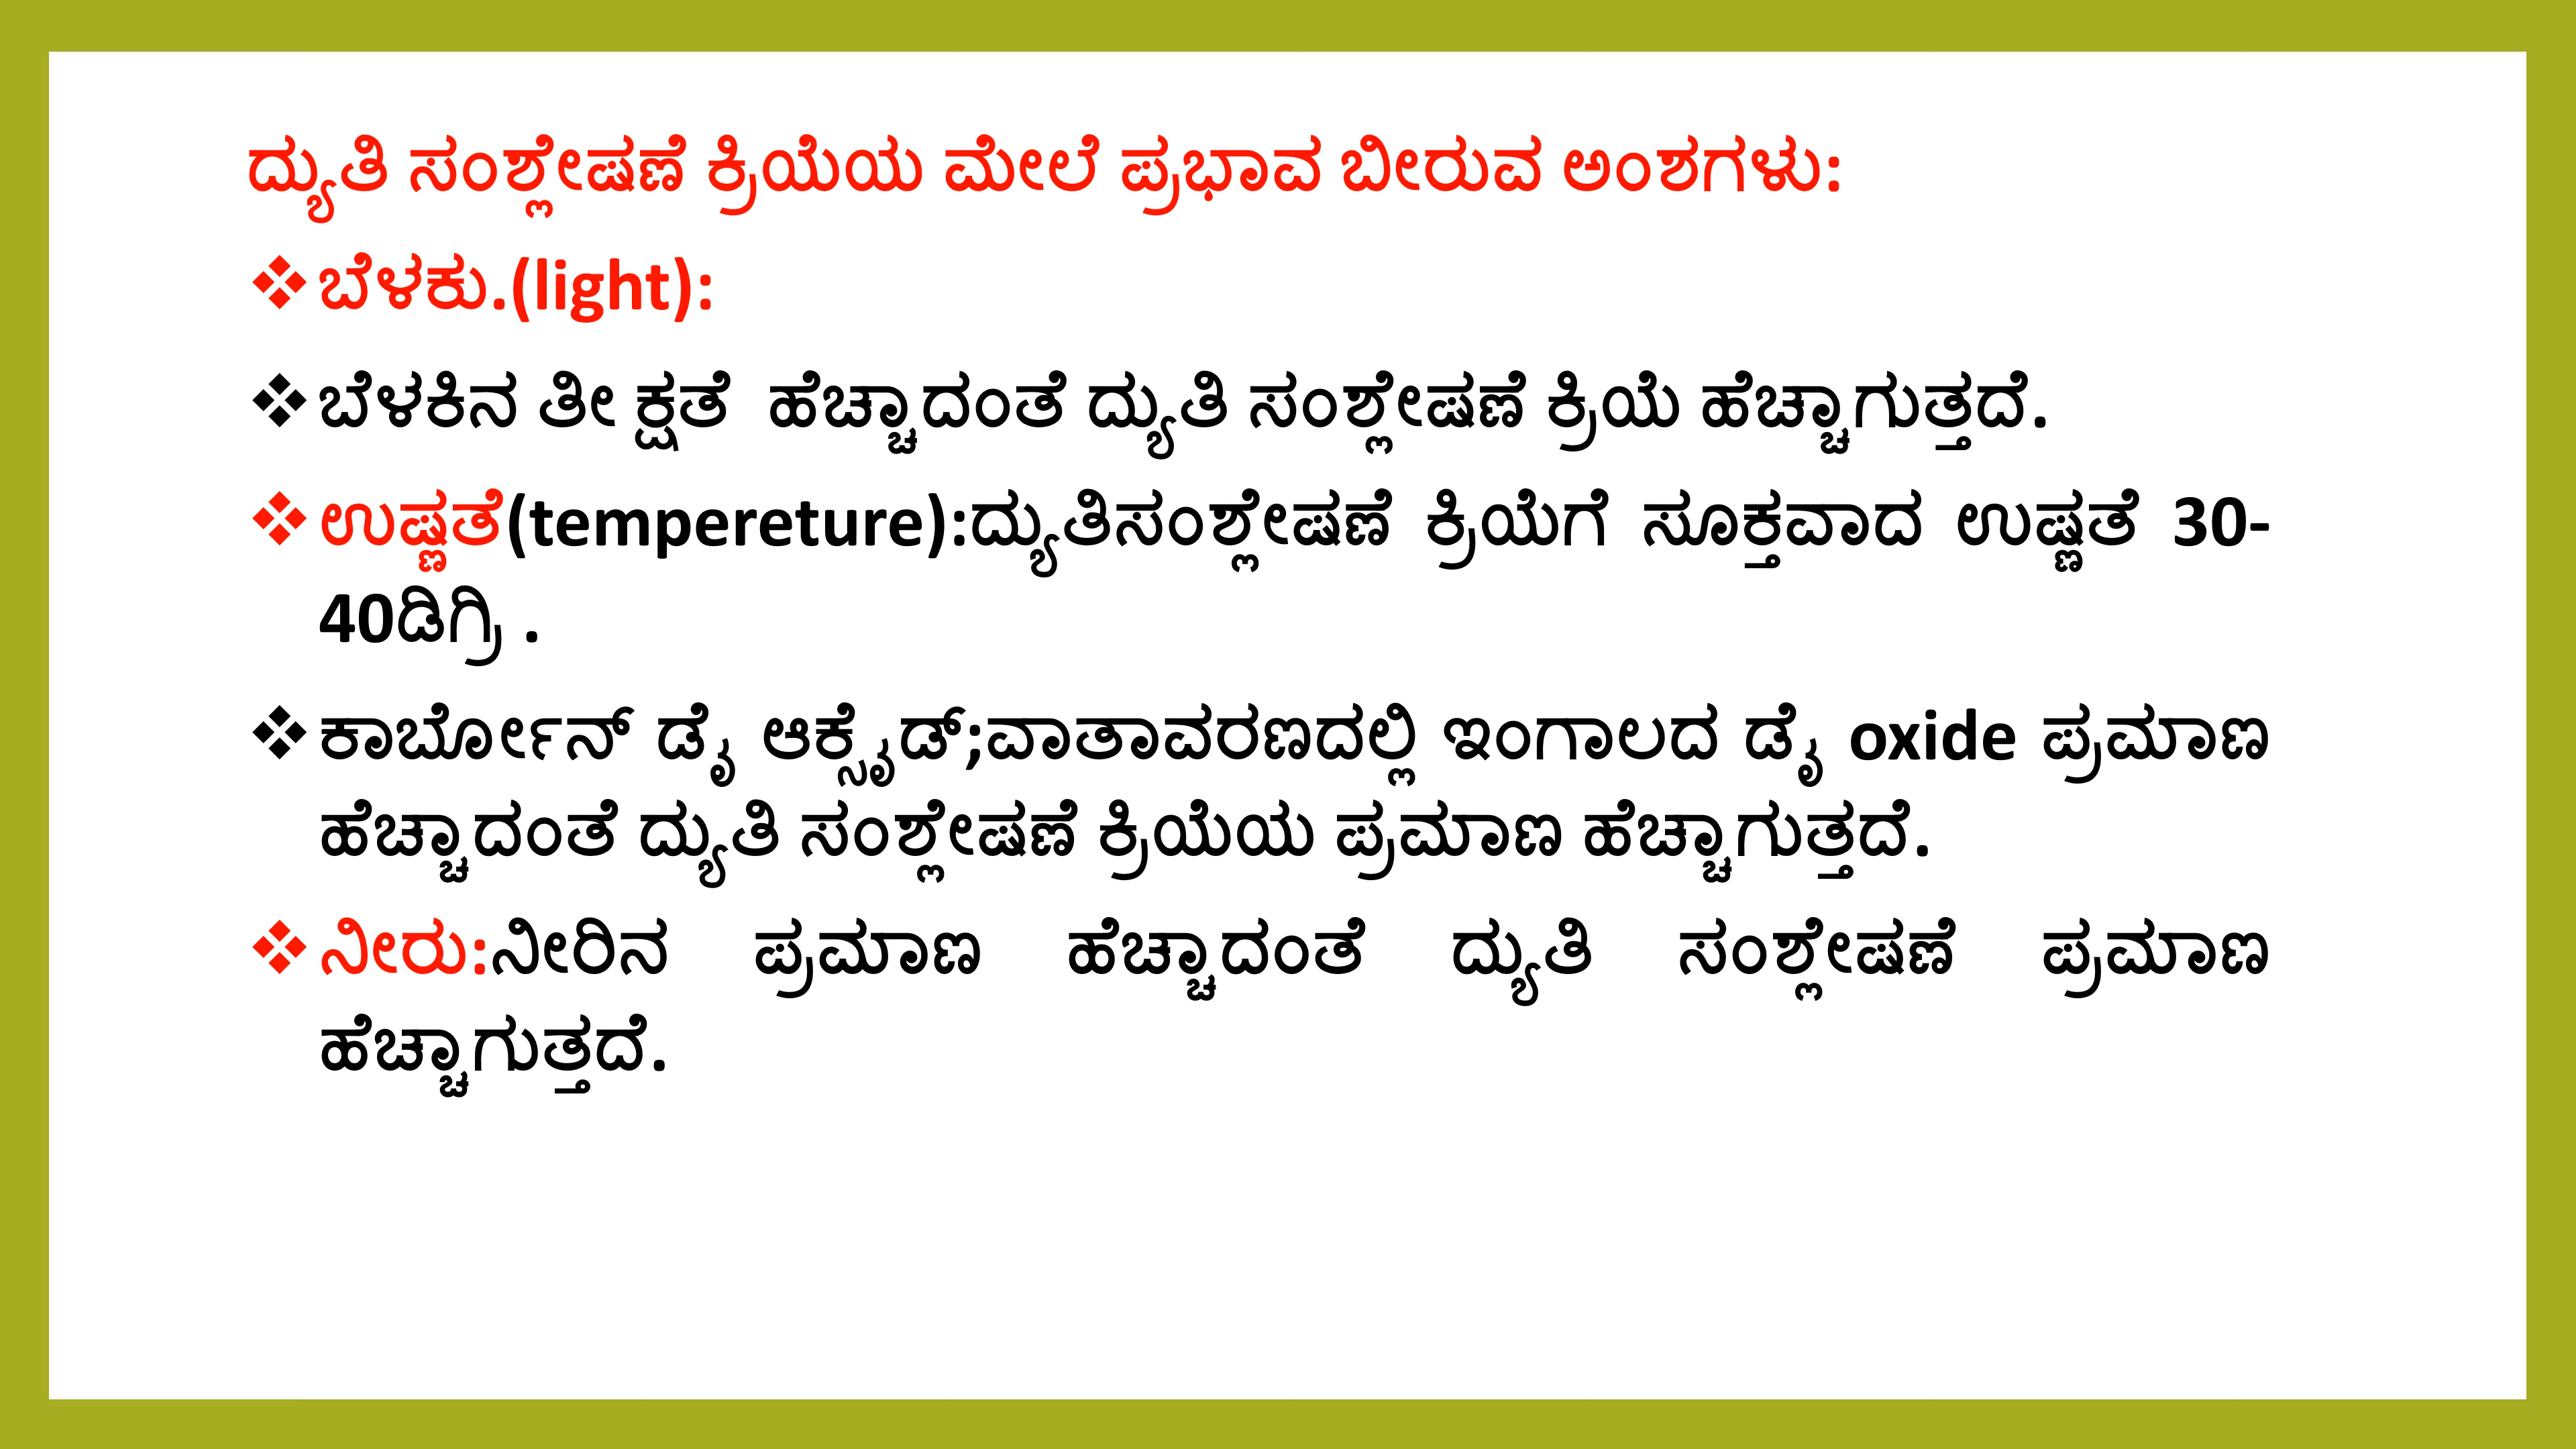 ದ್ಯುತಿ ಸಂಶ್ಲೇಷಣೆ ಕ್ರಿಯೆಯ ಮೇಲೆ ಪ್ರಭಾವ ಬೀರುವ ಅಂಶಗಳು:
❖ಬೆಳಕು.(light):
❖ಬೆಳಕಿನ ತೀ ಕ್ಷತೆ  ಹೆಚ್ಚಾದಂತೆ ದ್ಯುತಿ ಸಂಶ್ಲೇಷಣೆ ಕ್ರಿಯೆ ಹೆಚ್ಚಾಗುತ್ತದೆ.
❖ಉಷ್ಣತೆ(tempereture):ದ್ಯುತಿಸಂಶ್ಲೇಷಣೆ ಕ್ರಿಯೆಗೆ ಸೂಕ್ತವಾದ ಉಷ್ಣತೆ 30-
40ಡಿಗ್ರಿ .
❖ಕಾರ್ಬೋನ್ ಡೈ ಆಕ್ಸೈಡ್;ವಾತಾವರಣದಲ್ಲಿ ಇಂಗಾಲದ ಡೈ oxide ಪ್ರಮಾಣ
ಹೆಚ್ಚಾದಂತೆ ದ್ಯುತಿ ಸಂಶ್ಲೇಷಣೆ ಕ್ರಿಯೆಯ ಪ್ರಮಾಣ ಹೆಚ್ಚಾಗುತ್ತದೆ.
❖ನೀರು:ನೀರಿನ ಪ್ರಮಾಣ ಹೆಚ್ಚಾದಂತೆ ದ್ಯುತಿ ಸಂಶ್ಲೇಷಣೆ ಪ್ರಮಾಣ
ಹೆಚ್ಚಾಗುತ್ತದೆ.